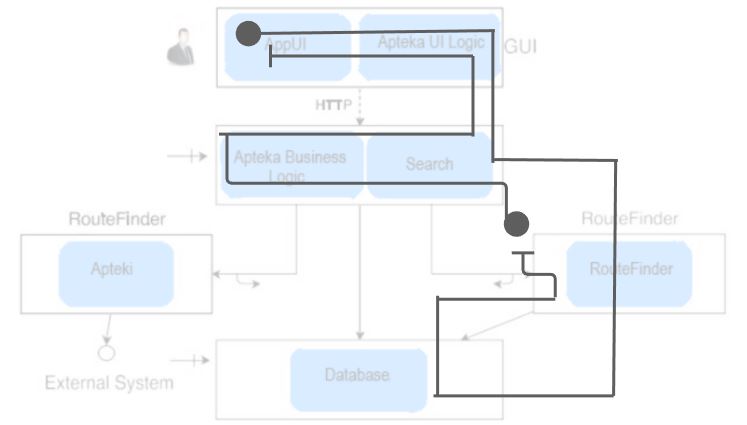 AppUI
Apteka UI Logic
GUI
HTTP
Apteka Business
Logic
Search
RouteFinder
RouteFinder
Apteki
RouteFinder
External System
Database